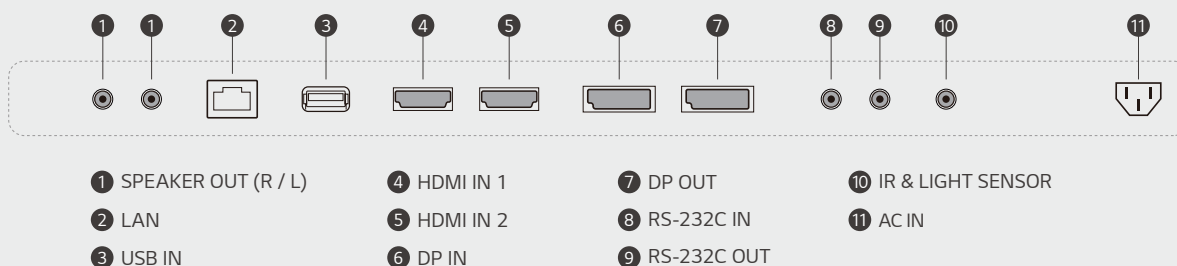 1 1 2 3 4 5 6 7 8 9 10 11
1 SPEAKER OUT (R / L)
2 LAN
3 USB IN
4 HDMI IN 1
5 HDMI IN 2
6 DP IN
7 DP OUT
8 RS-232C IN
9 RS-232C OUT
10 IR & LIGHT SENSOR
11 AC IN